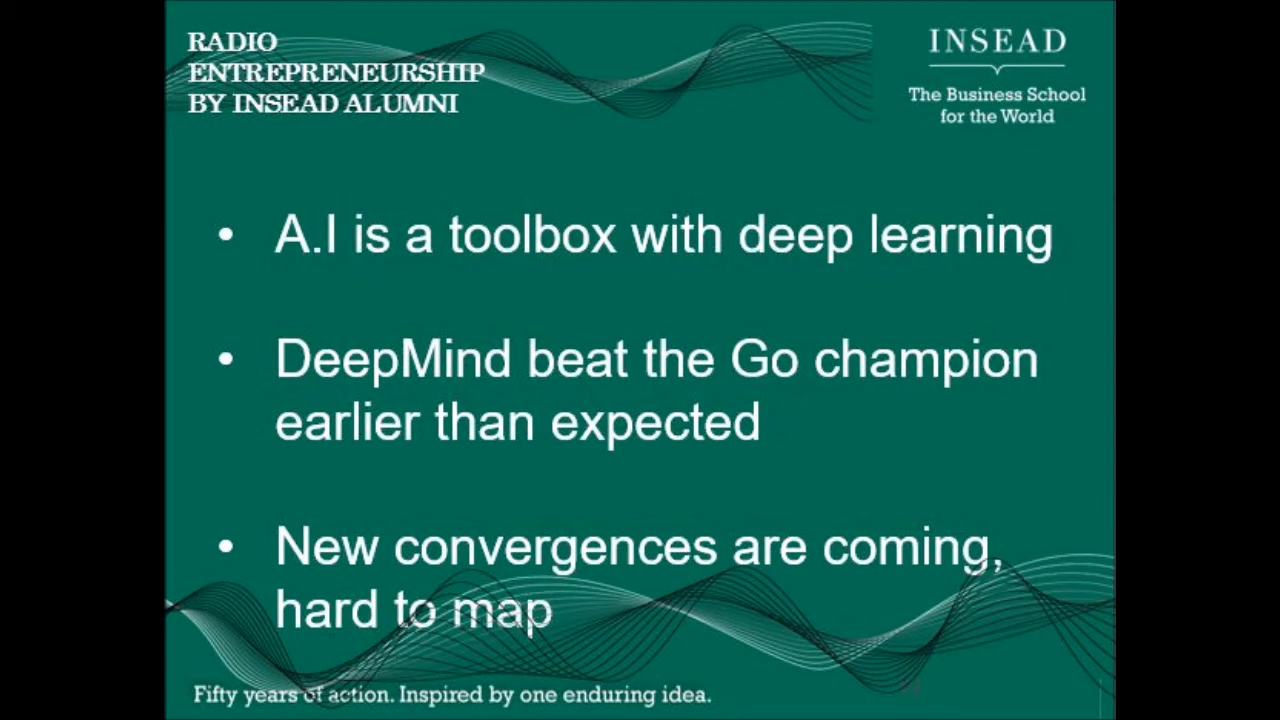 RADIO
ENTREPRENEURSHIP
BY INSEAD ALUMNI
INSEAD
The Business School
for the World
• A.I is a toolbox with deep learning
• DeepMind beat the Go champion
earlier than expected
• New convergences are coming,
hard to map
Fifty years of action. Inspired by one enduring idea.